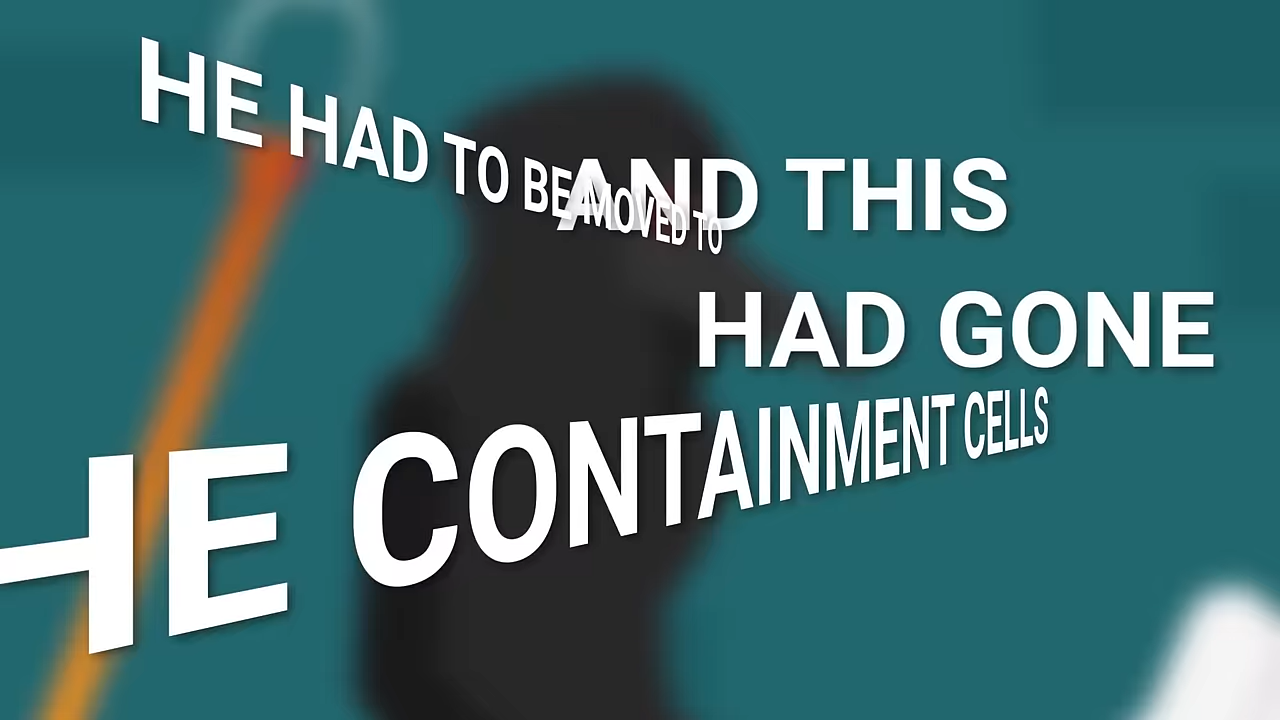 HE HAD TO BE MOVED TO
AND THIS
HAD GONE
HE CONTAINMENT CELLS